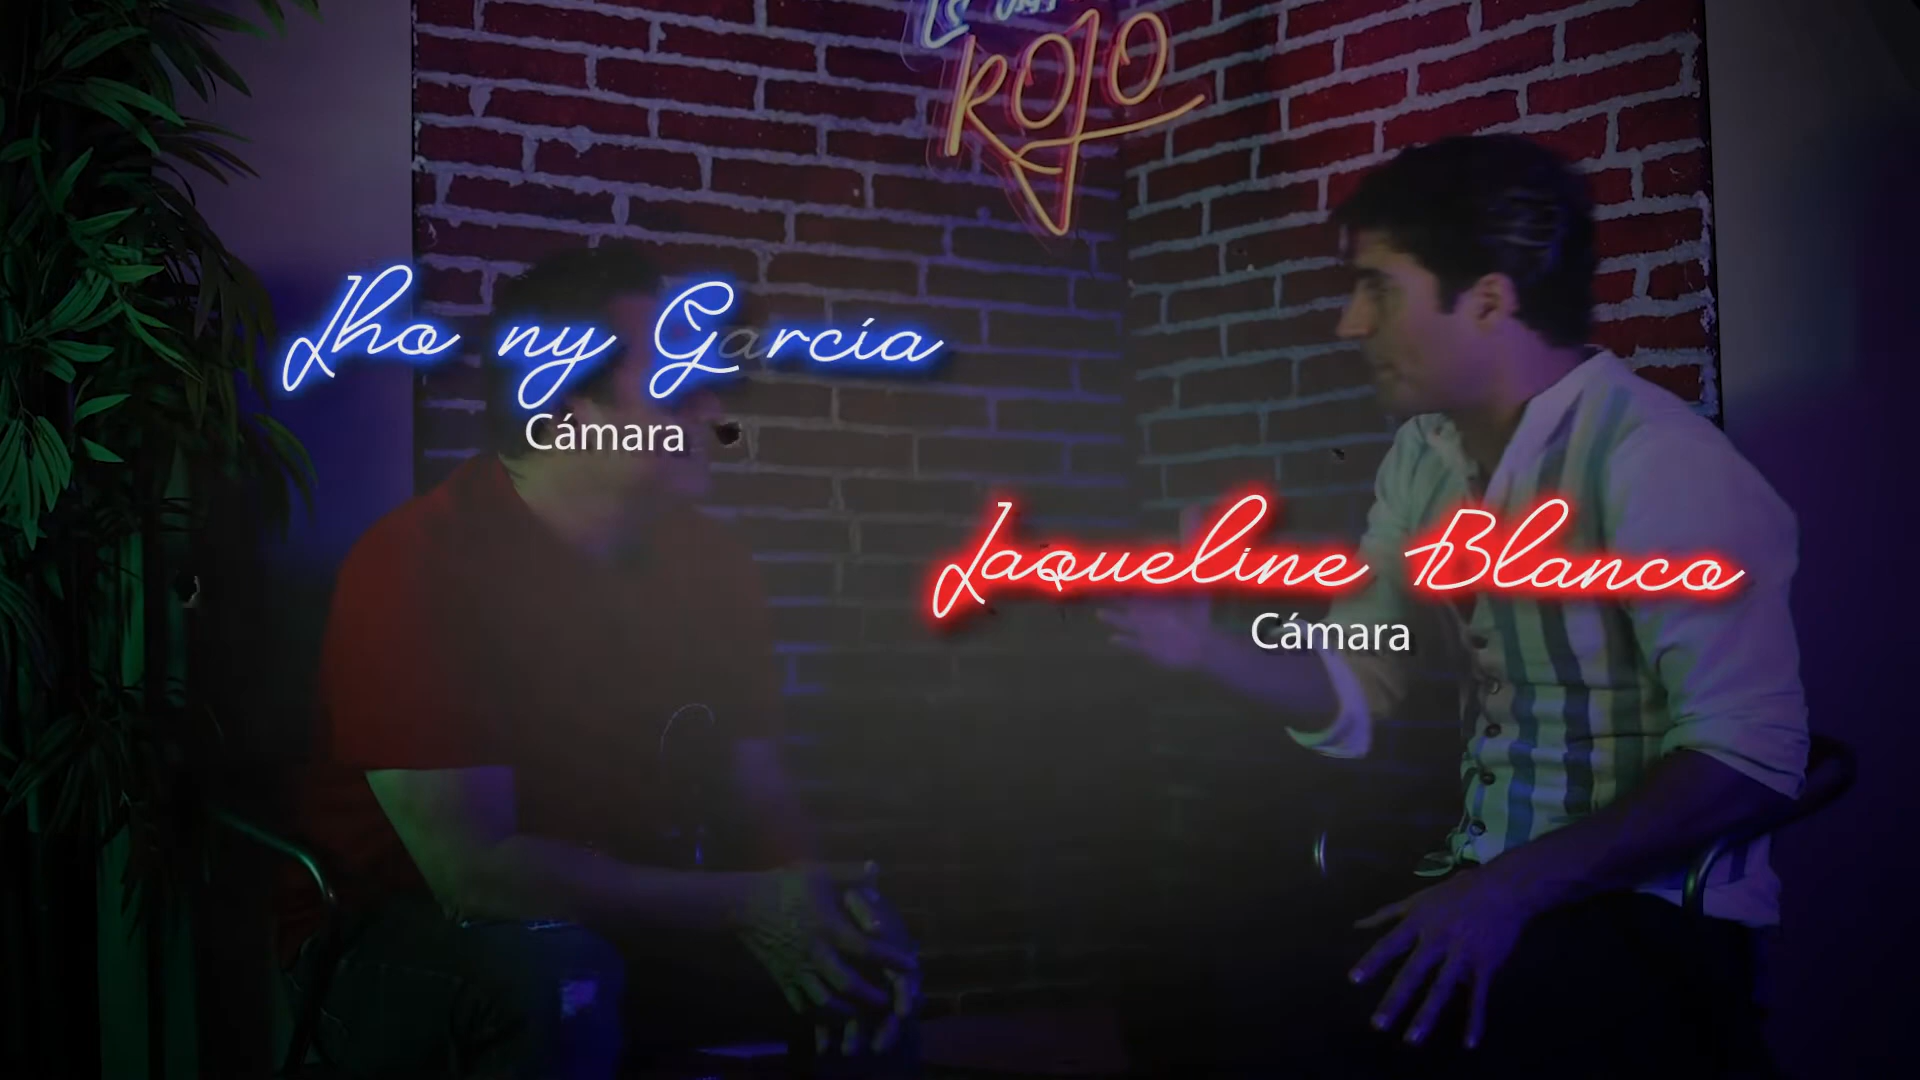 ROJO
Jho ny García
Cámara
Jaqueline Blanco
Cámara